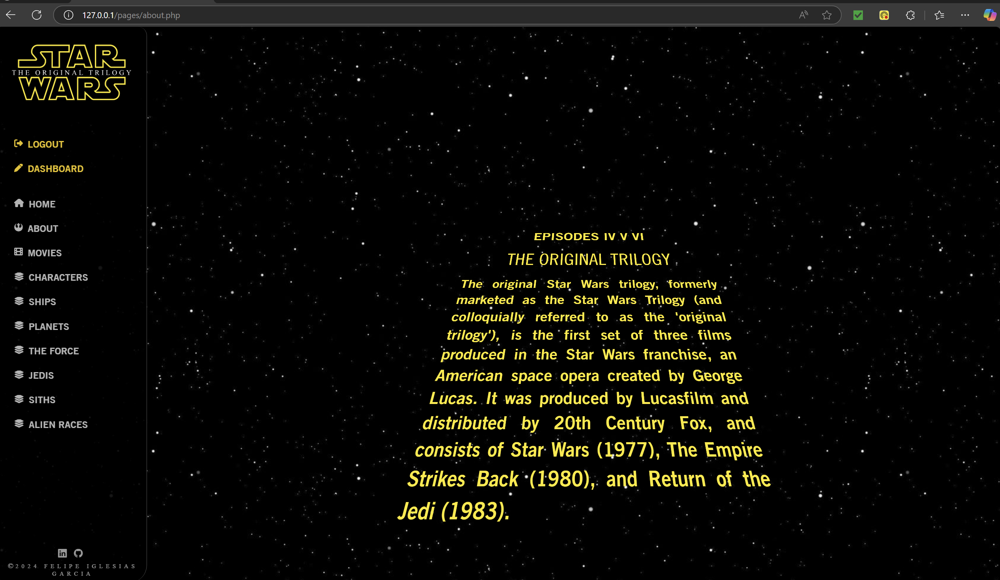 127.0.0.1/pages/about.php
STAR
THE ORIGINAL TRILOGY
WARS
LOGOUT
DASHBOARD
HOME
ABOUT
MOVIES
CHARACTERS
SHIPS
PLANETS
THE FORCE
JEDIS
SITHS
ALIEN RACES
©2024 FELIPE IGLESIAS
GARCIA
EPISODES IV V VI
THE ORIGINAL TRILOGY
The original Star Wars trilogy, formerly
marketed as the Star Wars Trilogy (and
colloquially referred to as the 'original
trilogy'), is the first set of three films
produced in the Star Wars franchise, an
American space opera created by George
Lucas. It was produced by Lucasfilm and
distributed by 20th Century Fox, and
consists of Star Wars (1977), The Empire
Strikes Back (1980), and Return of the
Jedi (1983).